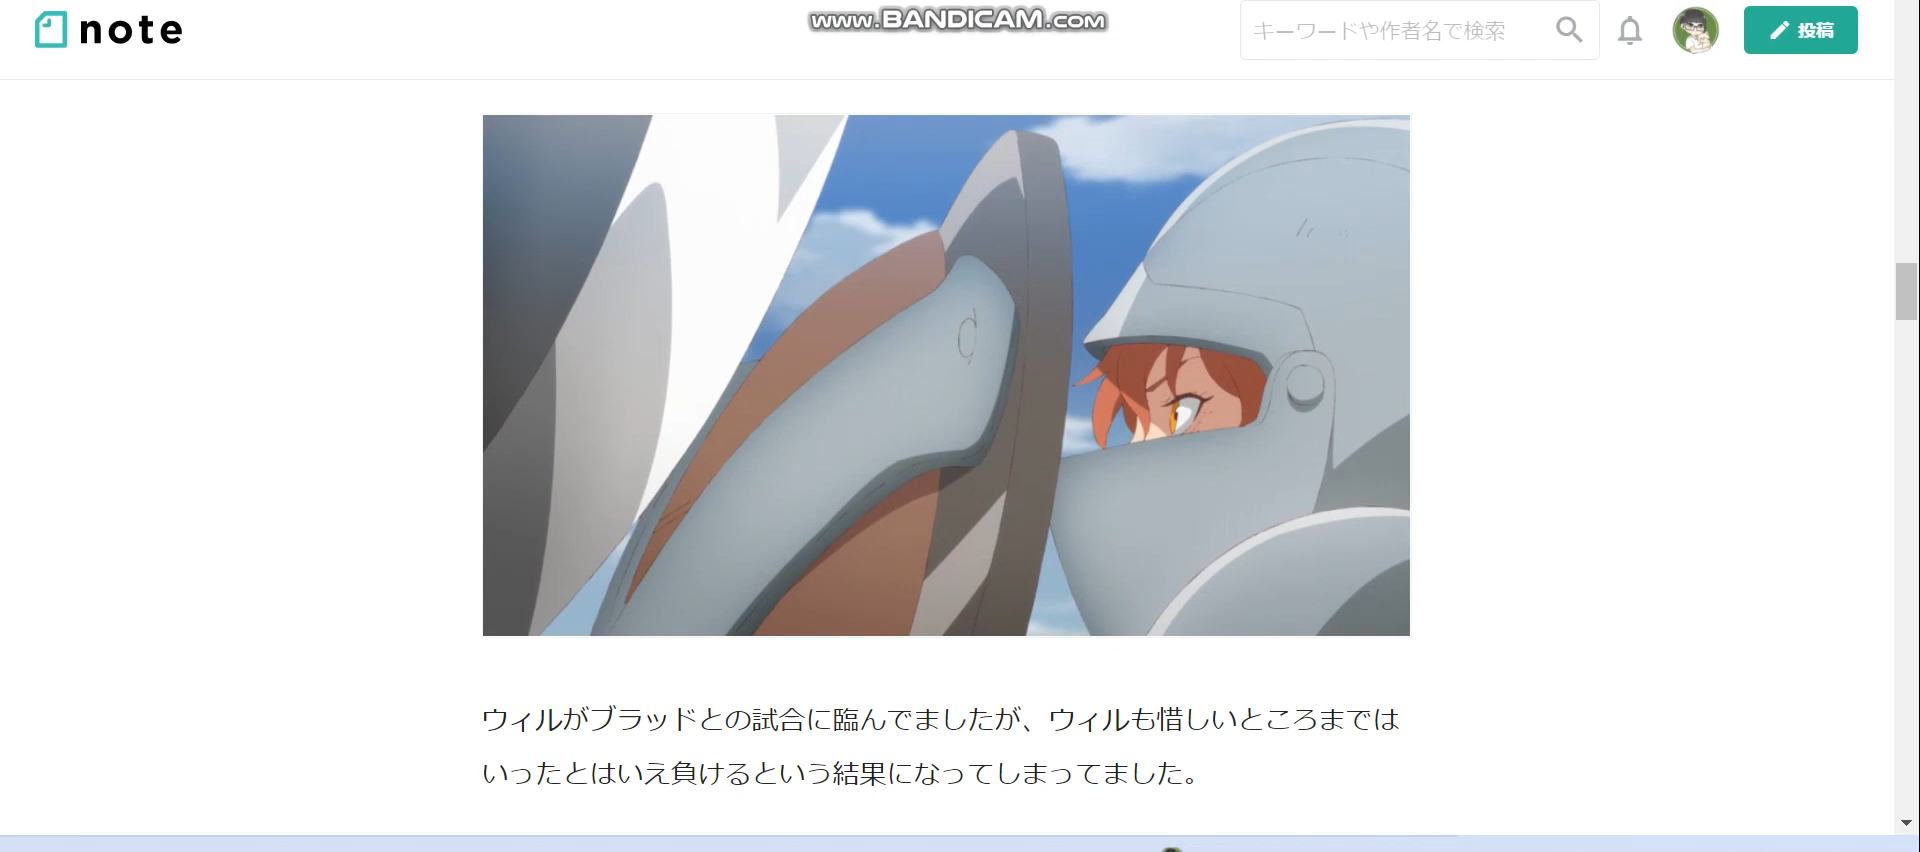 note
www.BANDICAM.com
キーワードや作者名で検索
投稿
ウィルがブラッドとの試合に臨んでましたが、ウィルも惜しいところまでは
いったとはいえ負けるという結果になってしまってました。